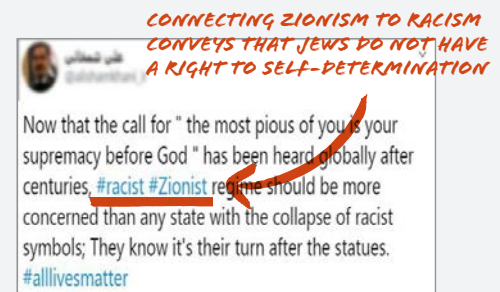 CONNECTING ZIONISM TO RACISM
CONVEYS THAT JEWS DO NOT HAVE
A RIGHT TO SELF-DETERMINATION
Now that the call for " the most pious of you is your
supremacy before God " has been heard globally after
centuries, #racist #Zionist regime should be more
concerned than any state with the collapse of racist
symbols; They know it's their turn after the statues.
#alllivesmatter